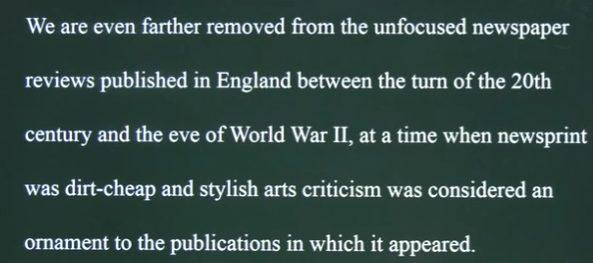 We are even farther removed from the unfocused newspaper
reviews published in England between the turn of the 20th
century and the eve of World War II, at a time when newsprint
was dirt-cheap and stylish arts criticism was considered an
ornament to the publications in which it appeared.